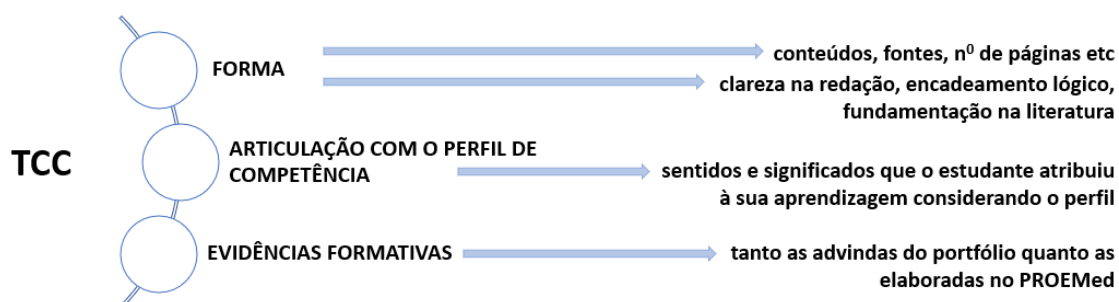 TCC
FORMA
conteúdos, fontes, nº de páginas etc
clareza na redação, encadeamento lógico,
fundamentação na literatura
ARTICULAÇÃO COM O PERFIL DE
COMPETÊNCIA
sentidos e significados que o estudante atribuiu
à sua aprendizagem considerando o perfil
EVIDÊNCIAS FORMATIVAS
tanto as advindas do portfólio quanto as
elaboradas no PROEMed